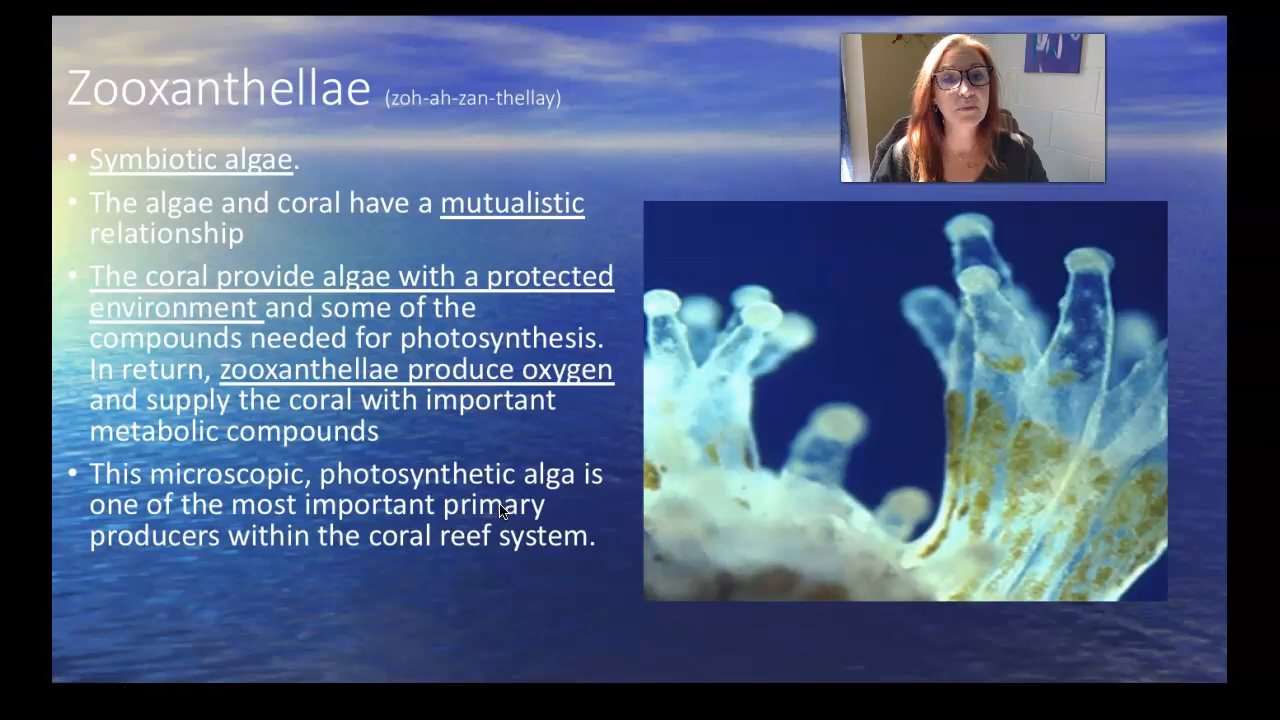 Zooxanthellae (zoh-ah-zan-thellay)
• Symbiotic algae.
• The algae and coral have a mutualistic
relationship
• The coral provide algae with a protected
environment and some of the
compounds needed for photosynthesis.
In return, zooxanthellae produce oxygen
and supply the coral with important
metabolic compounds
• This microscopic, photosynthetic alga is
one of the most important primary
producers within the coral reef system.